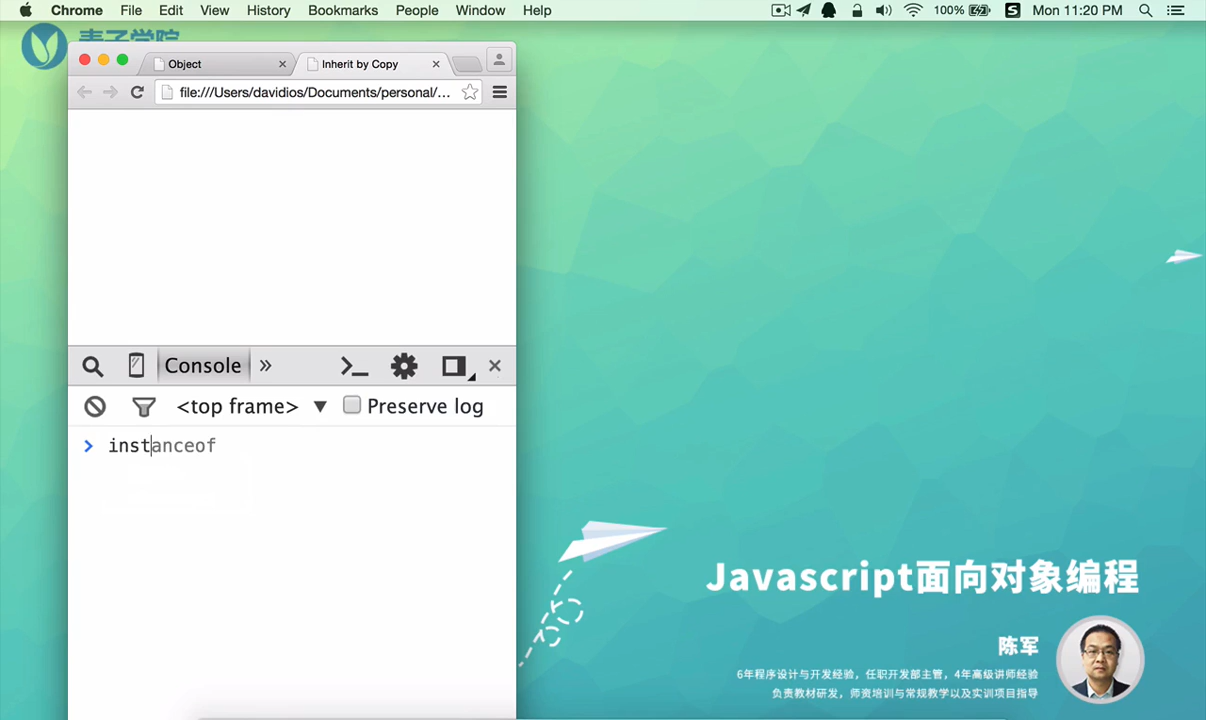 Chrome File Edit View History Bookmarks People Window Help 100% S Mon 11:20 PM
麦子学院
Object
Inherit by Copy
file:///Users/davidios/Documents/personal/...
Console »
<top frame> ▼ Preserve log
> instanceof
Javascript面向对象编程
陈军
6年程序设计与开发经验，任职开发部主管，4年高级讲师经验
负责教材研发，师资培训与常规教学以及实训项目指导